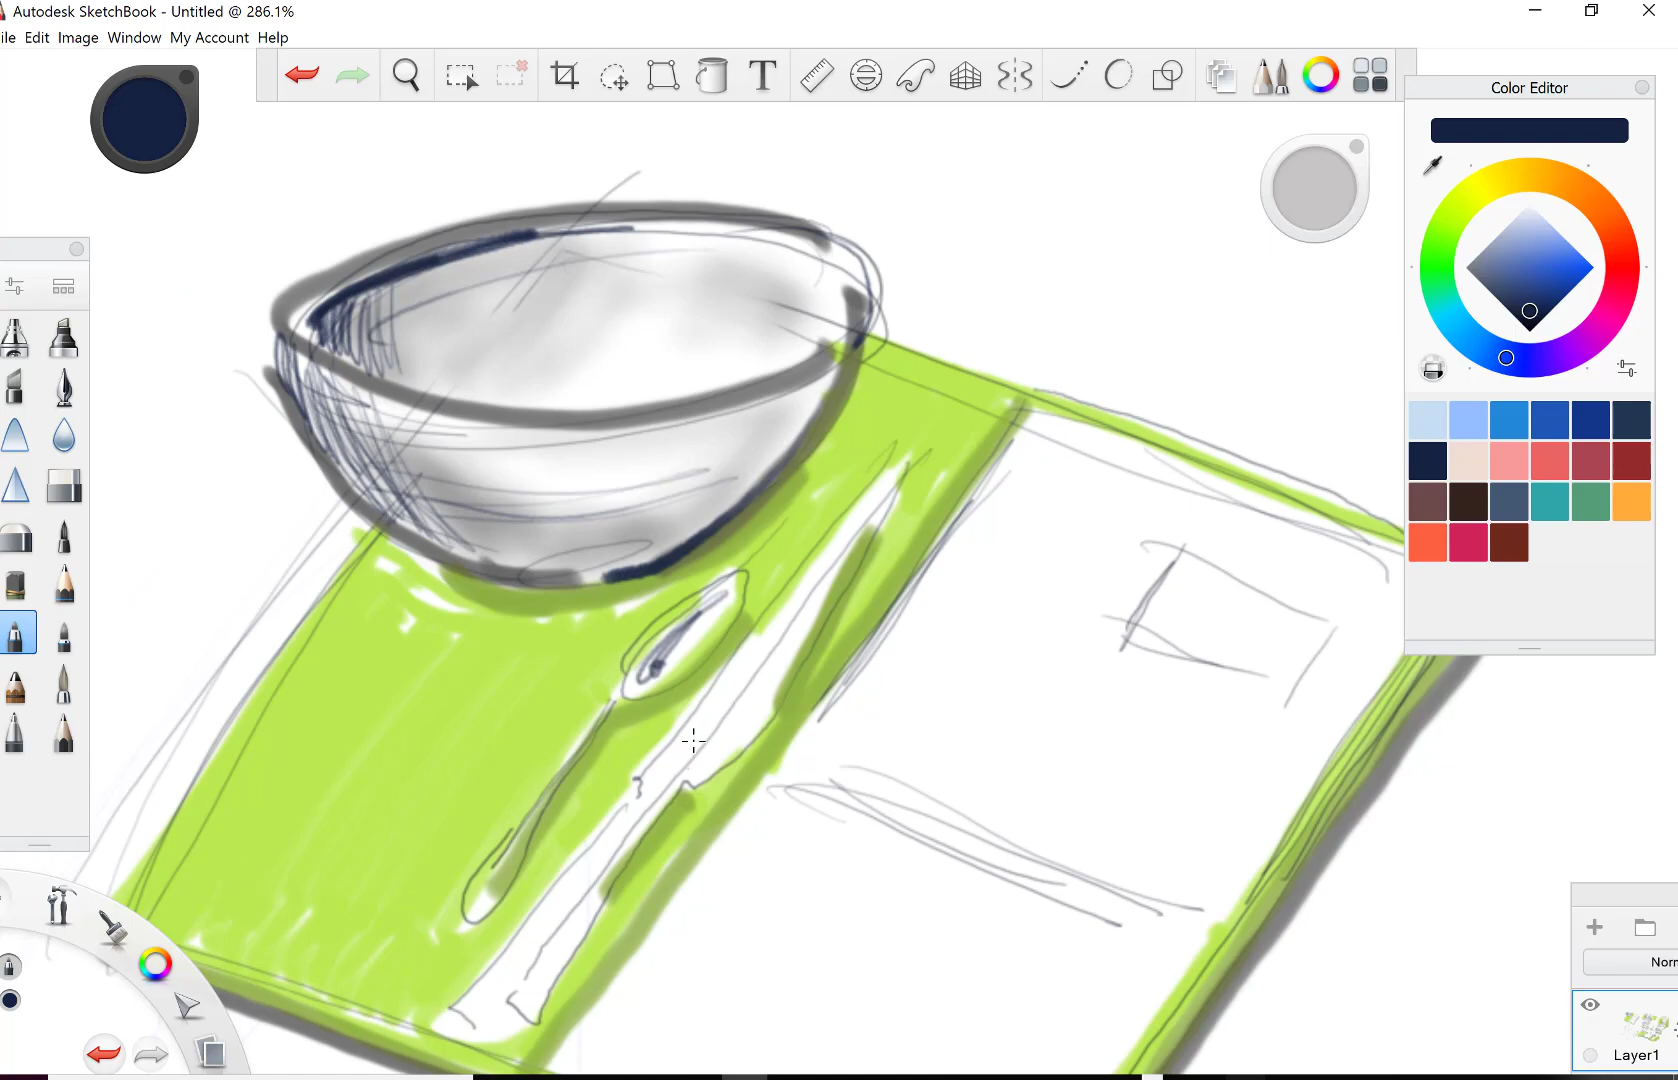 Autodesk SketchBook - Untitled @ 286.1%
ile Edit Image Window My Account Help
T
Color Editor
Norr
Layer1